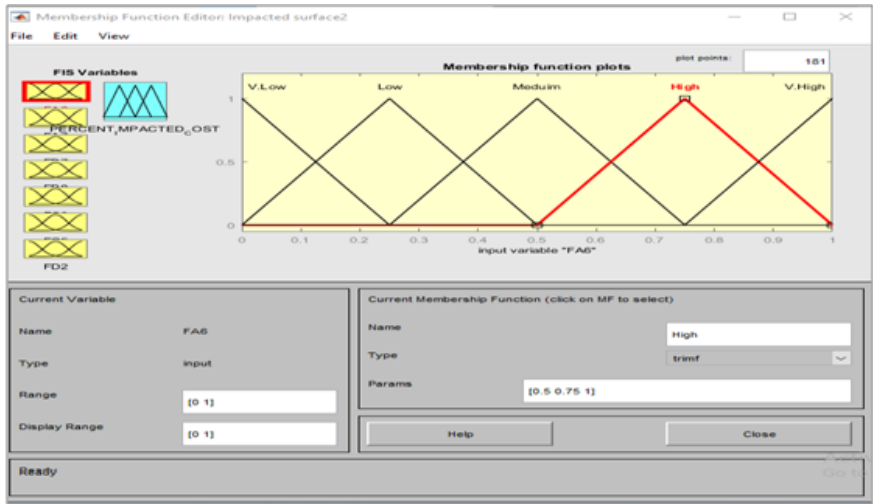 Membership Function Editor: Impacted surface2
File Edit View
FIS Variables
PERCENT_IMPACTED_COST
FD2
Membership function plots
plot points:
181
V.Low Low Meduim High V.High
1
0.5
0
0 0.1 0.2 0.3 0.4 0.5 0.6 0.7 0.8 0.9 1
input variable "FA6"
Current Variable
Name FA6
Type input
Range [0 1]
Display Range [0 1]
Current Membership Function (click on MF to select)
Name High
Type trimf
Params [0.5 0.75 1]
Help Close
Ready
Go to